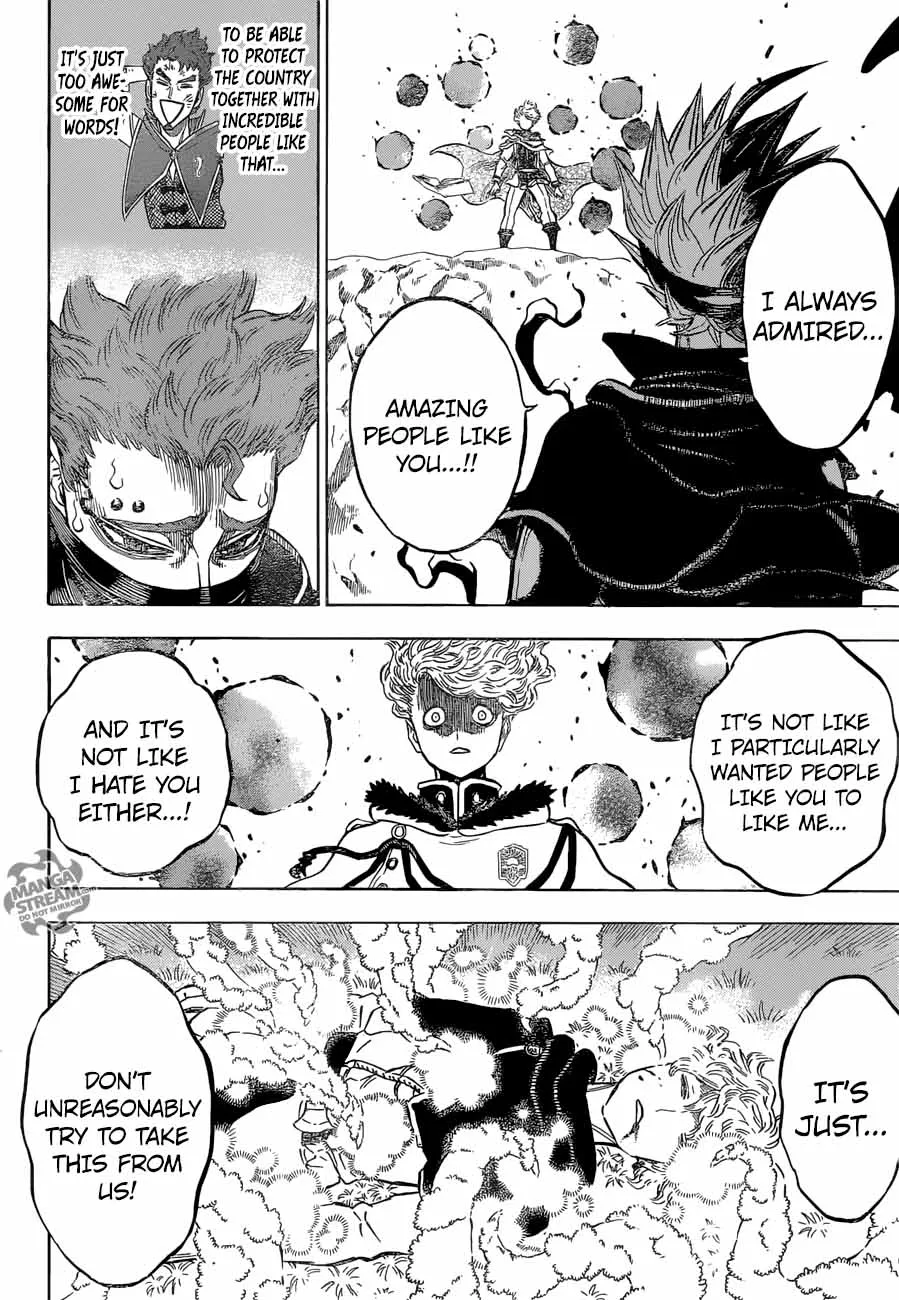 I ALWAYS
ADMIRED...
AMAZING
PEOPLE LIKE
YOU...!!
TO BE ABLE
TO PROTECT
THE COUNTRY
TOGETHER WITH
INCREDIBLE
PEOPLE LIKE
THAT...
IT'S JUST
TOO AWE-
SOME FOR
WORDS!
IT'S NOT LIKE
I PARTICULARLY
WANTED PEOPLE
LIKE YOU TO
LIKE ME...
AND IT'S
NOT LIKE
I HATE YOU
EITHER...!
MANGA
STREAM
DO NOT MIRROR
IT'S
JUST...
DON'T
UNREASONABLY
TRY TO TAKE
THIS FROM
US!